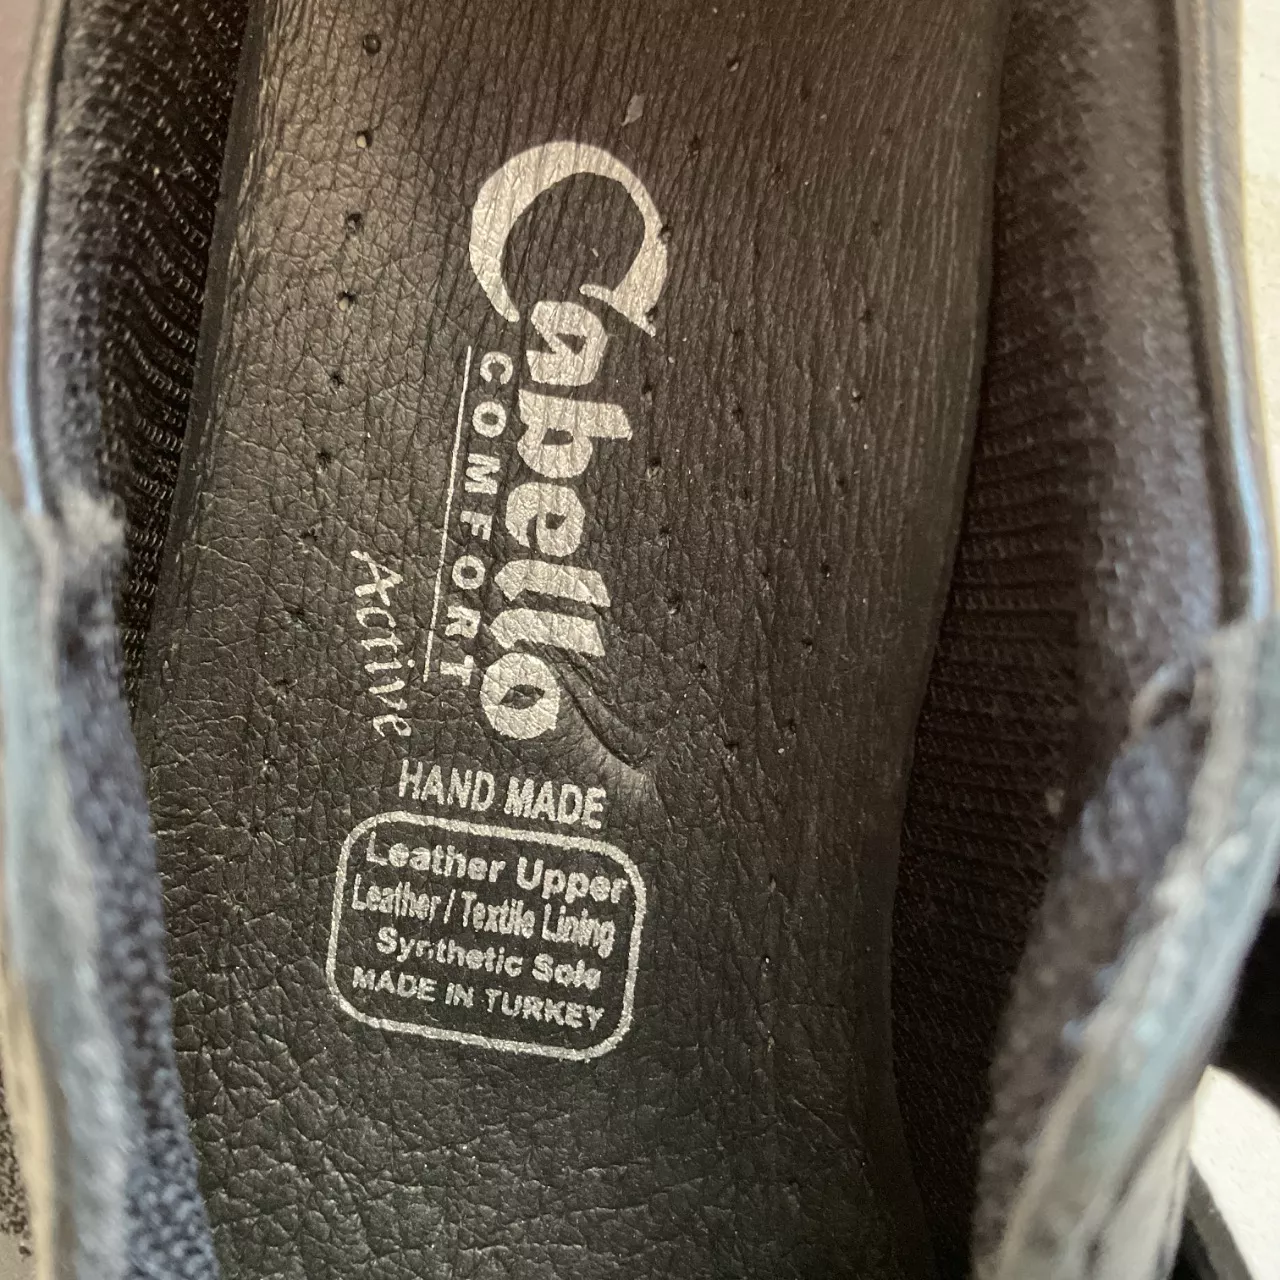 Cabello
COMFORT
Active
HAND MADE
Leather Upper
Leather / Textile Lining
Synthetic Sole
MADE IN TURKEY